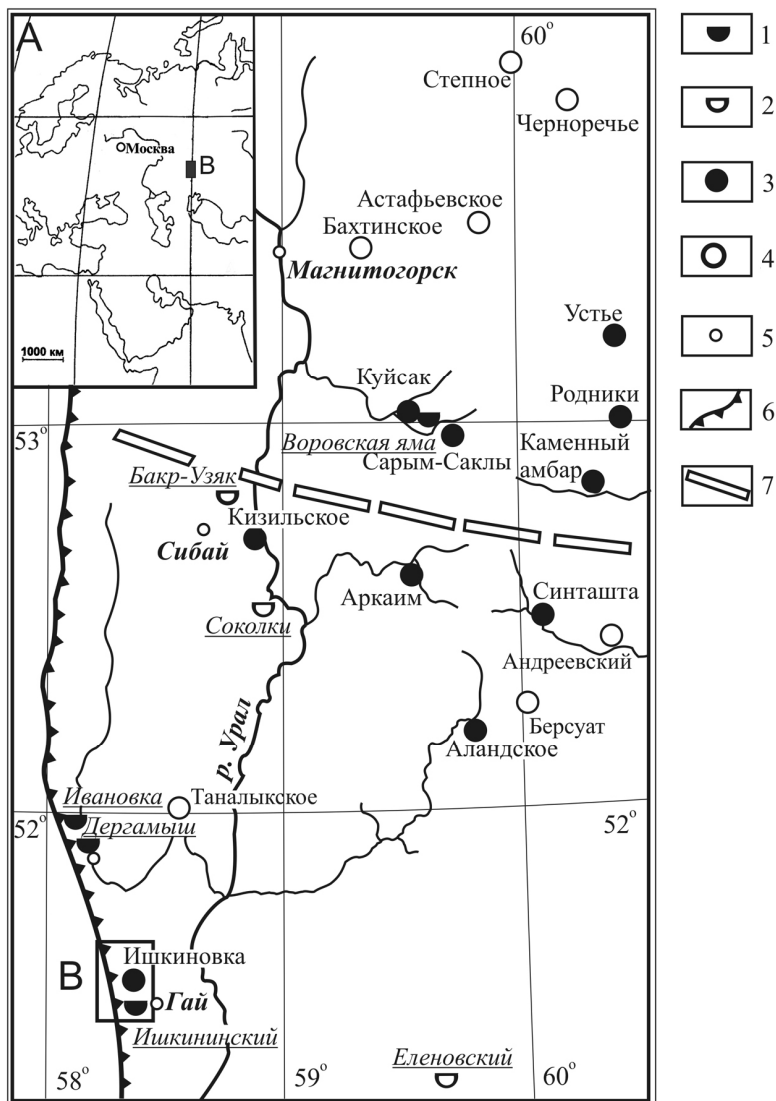 A
60°
Степное
Черноречье
Москва
В
Астафьевское
Бахтинское
Магнитогорск
1000 км
Устье
Куйсак
Родники
53°
Воровская яма
Сарым-Саклы
Каменный
амбар
Бакр-Узяк
Кизильское
Сибай
Аркаим
Синташта
Соколки
Андреевский
р. Урал
Берсуат
Аландское
Ивановка
Таналыкское
52°
Дергамыш
52°
В
Ишкиновка
Гай
Ишкининский
Еленовский
58°
59°
60°
1
2
3
4
5
6
7